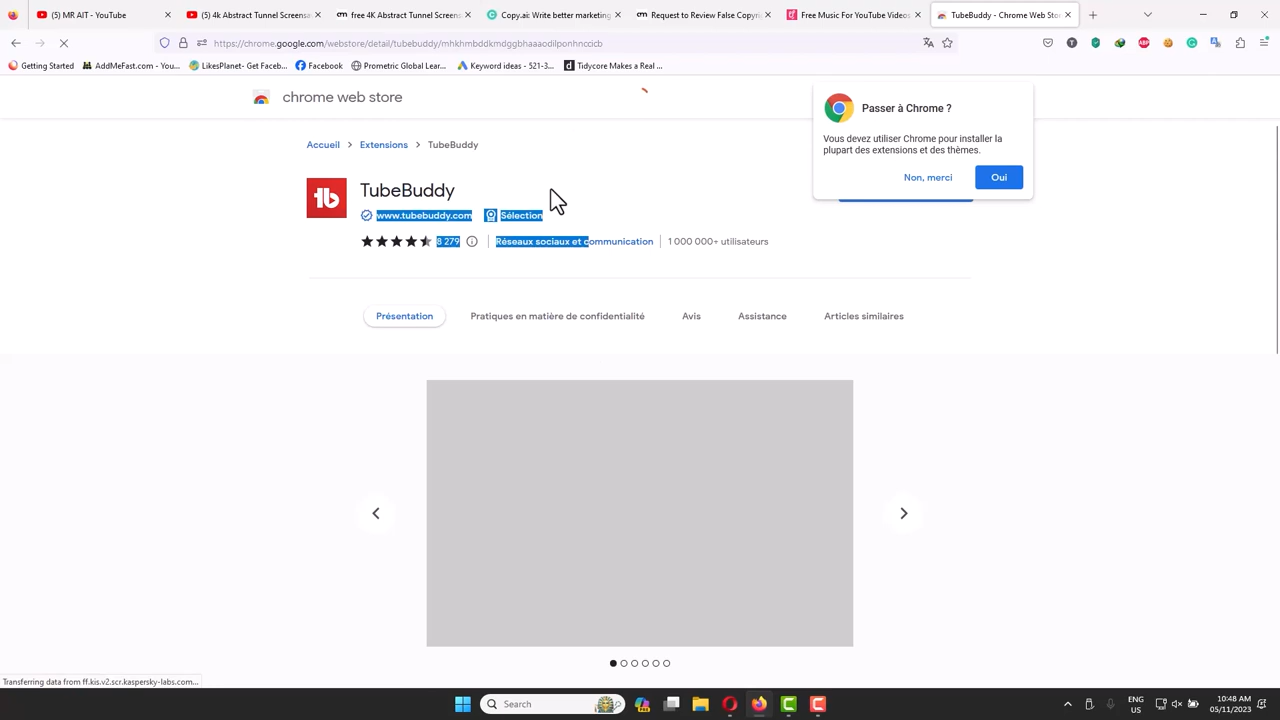 (5) MR AIT - YouTube
(5) 4k Abstract Tunnel Screensa
free 4K Abstract Tunnel Screens
Copy.ai: Write better marketing
Request to Review False Copyri
Free Music For YouTube Videos
TubeBuddy - Chrome Web Stor
https://chrome.google.com/webstore/detail/tubebuddy/mhkhmbddkmdggbhaaaodilponhnccicb
Getting Started
AddMeFast.com - You...
LikesPlanet- Get Faceb...
Facebook
Prometric Global Lear...
Keyword ideas - 521-3...
Tidycore Makes a Real ...
chrome web store
Passer à Chrome ?
Vous devez utiliser Chrome pour installer la
plupart des extensions et des thèmes.
Non, merci
Oui
Accueil > Extensions > TubeBuddy
TubeBuddy
www.tubebuddy.com
Sélection
8 279
Réseaux sociaux et communication
1 000 000+ utilisateurs
Présentation
Pratiques en matière de confidentialité
Avis
Assistance
Articles similaires
Transferring data from ff.kis.v2.scr.kaspersky-labs.com...
Search
ENG
US
10:48 AM
05/11/2023